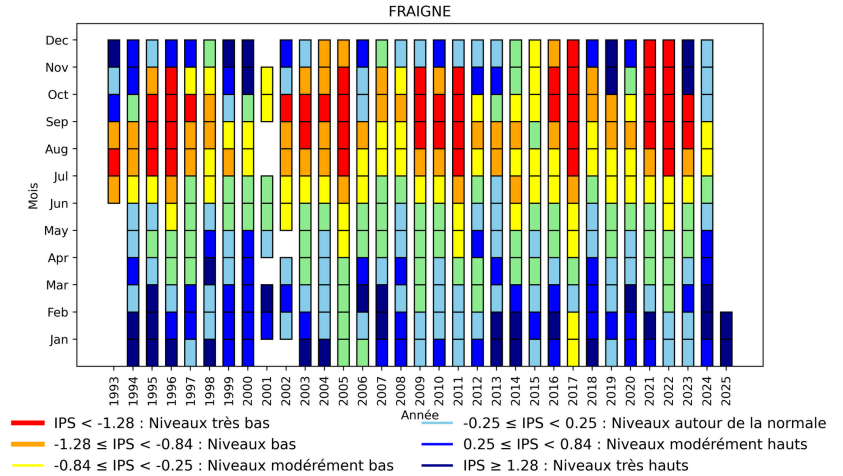 FRAIGNE
Dec
Nov
Oct
Sep
Aug
Jul
Jun
May
Apr
Mar
Feb
Jan
Mois
1993 1994 1995 1996 1997 1998 1999 2000 2001 2002 2003 2004 2005 2006 2007 2008 2009 2010 2011 2012 2013 2014 2015 2016 2017 2018 2019 2020 2021 2022 2023 2024 2025
Année
IPS < -1.28 : Niveaux très bas
-1.28 ≤ IPS < -0.84 : Niveaux bas
-0.84 ≤ IPS < -0.25 : Niveaux modérément bas
-0.25 ≤ IPS < 0.25 : Niveaux autour de la normale
0.25 ≤ IPS < 0.84 : Niveaux modérément hauts
IPS ≥ 1.28 : Niveaux très hauts